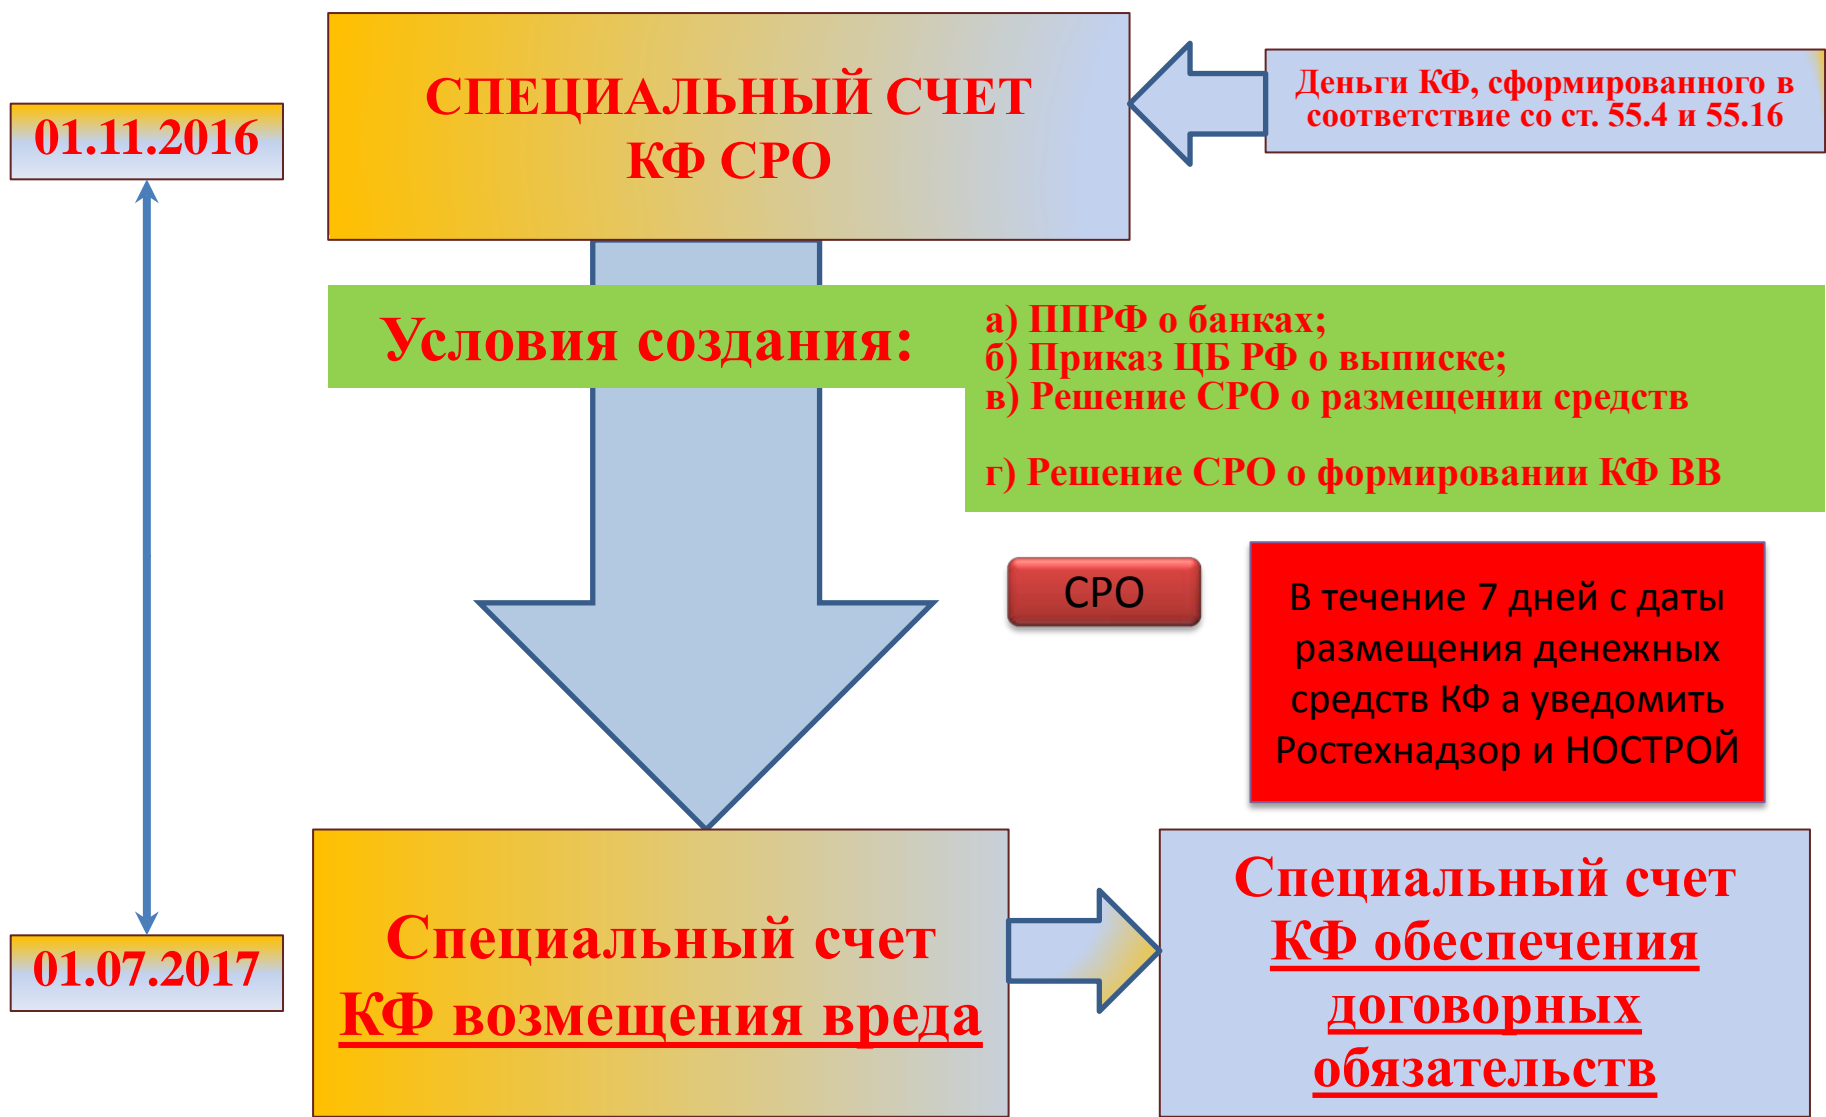 СПЕЦИАЛЬНЫЙ СЧЕТ
КФ СРО
Деньги КФ, сформированного в
соответствие со ст. 55.4 и 55.16
01.11.2016
Условия создания:
а) ППРФ о банках;
б) Приказ ЦБ РФ о выписке;
в) Решение СРО о размещении средств
г) Решение СРО о формировании КФ ВВ
СРО
В течение 7 дней с даты
размещения денежных
средств КФ а уведомить
Ростехнадзор и НОСТРОЙ
01.07.2017
Специальный счет
КФ возмещения вреда
Специальный счет
КФ обеспечения
договорных
обязательств